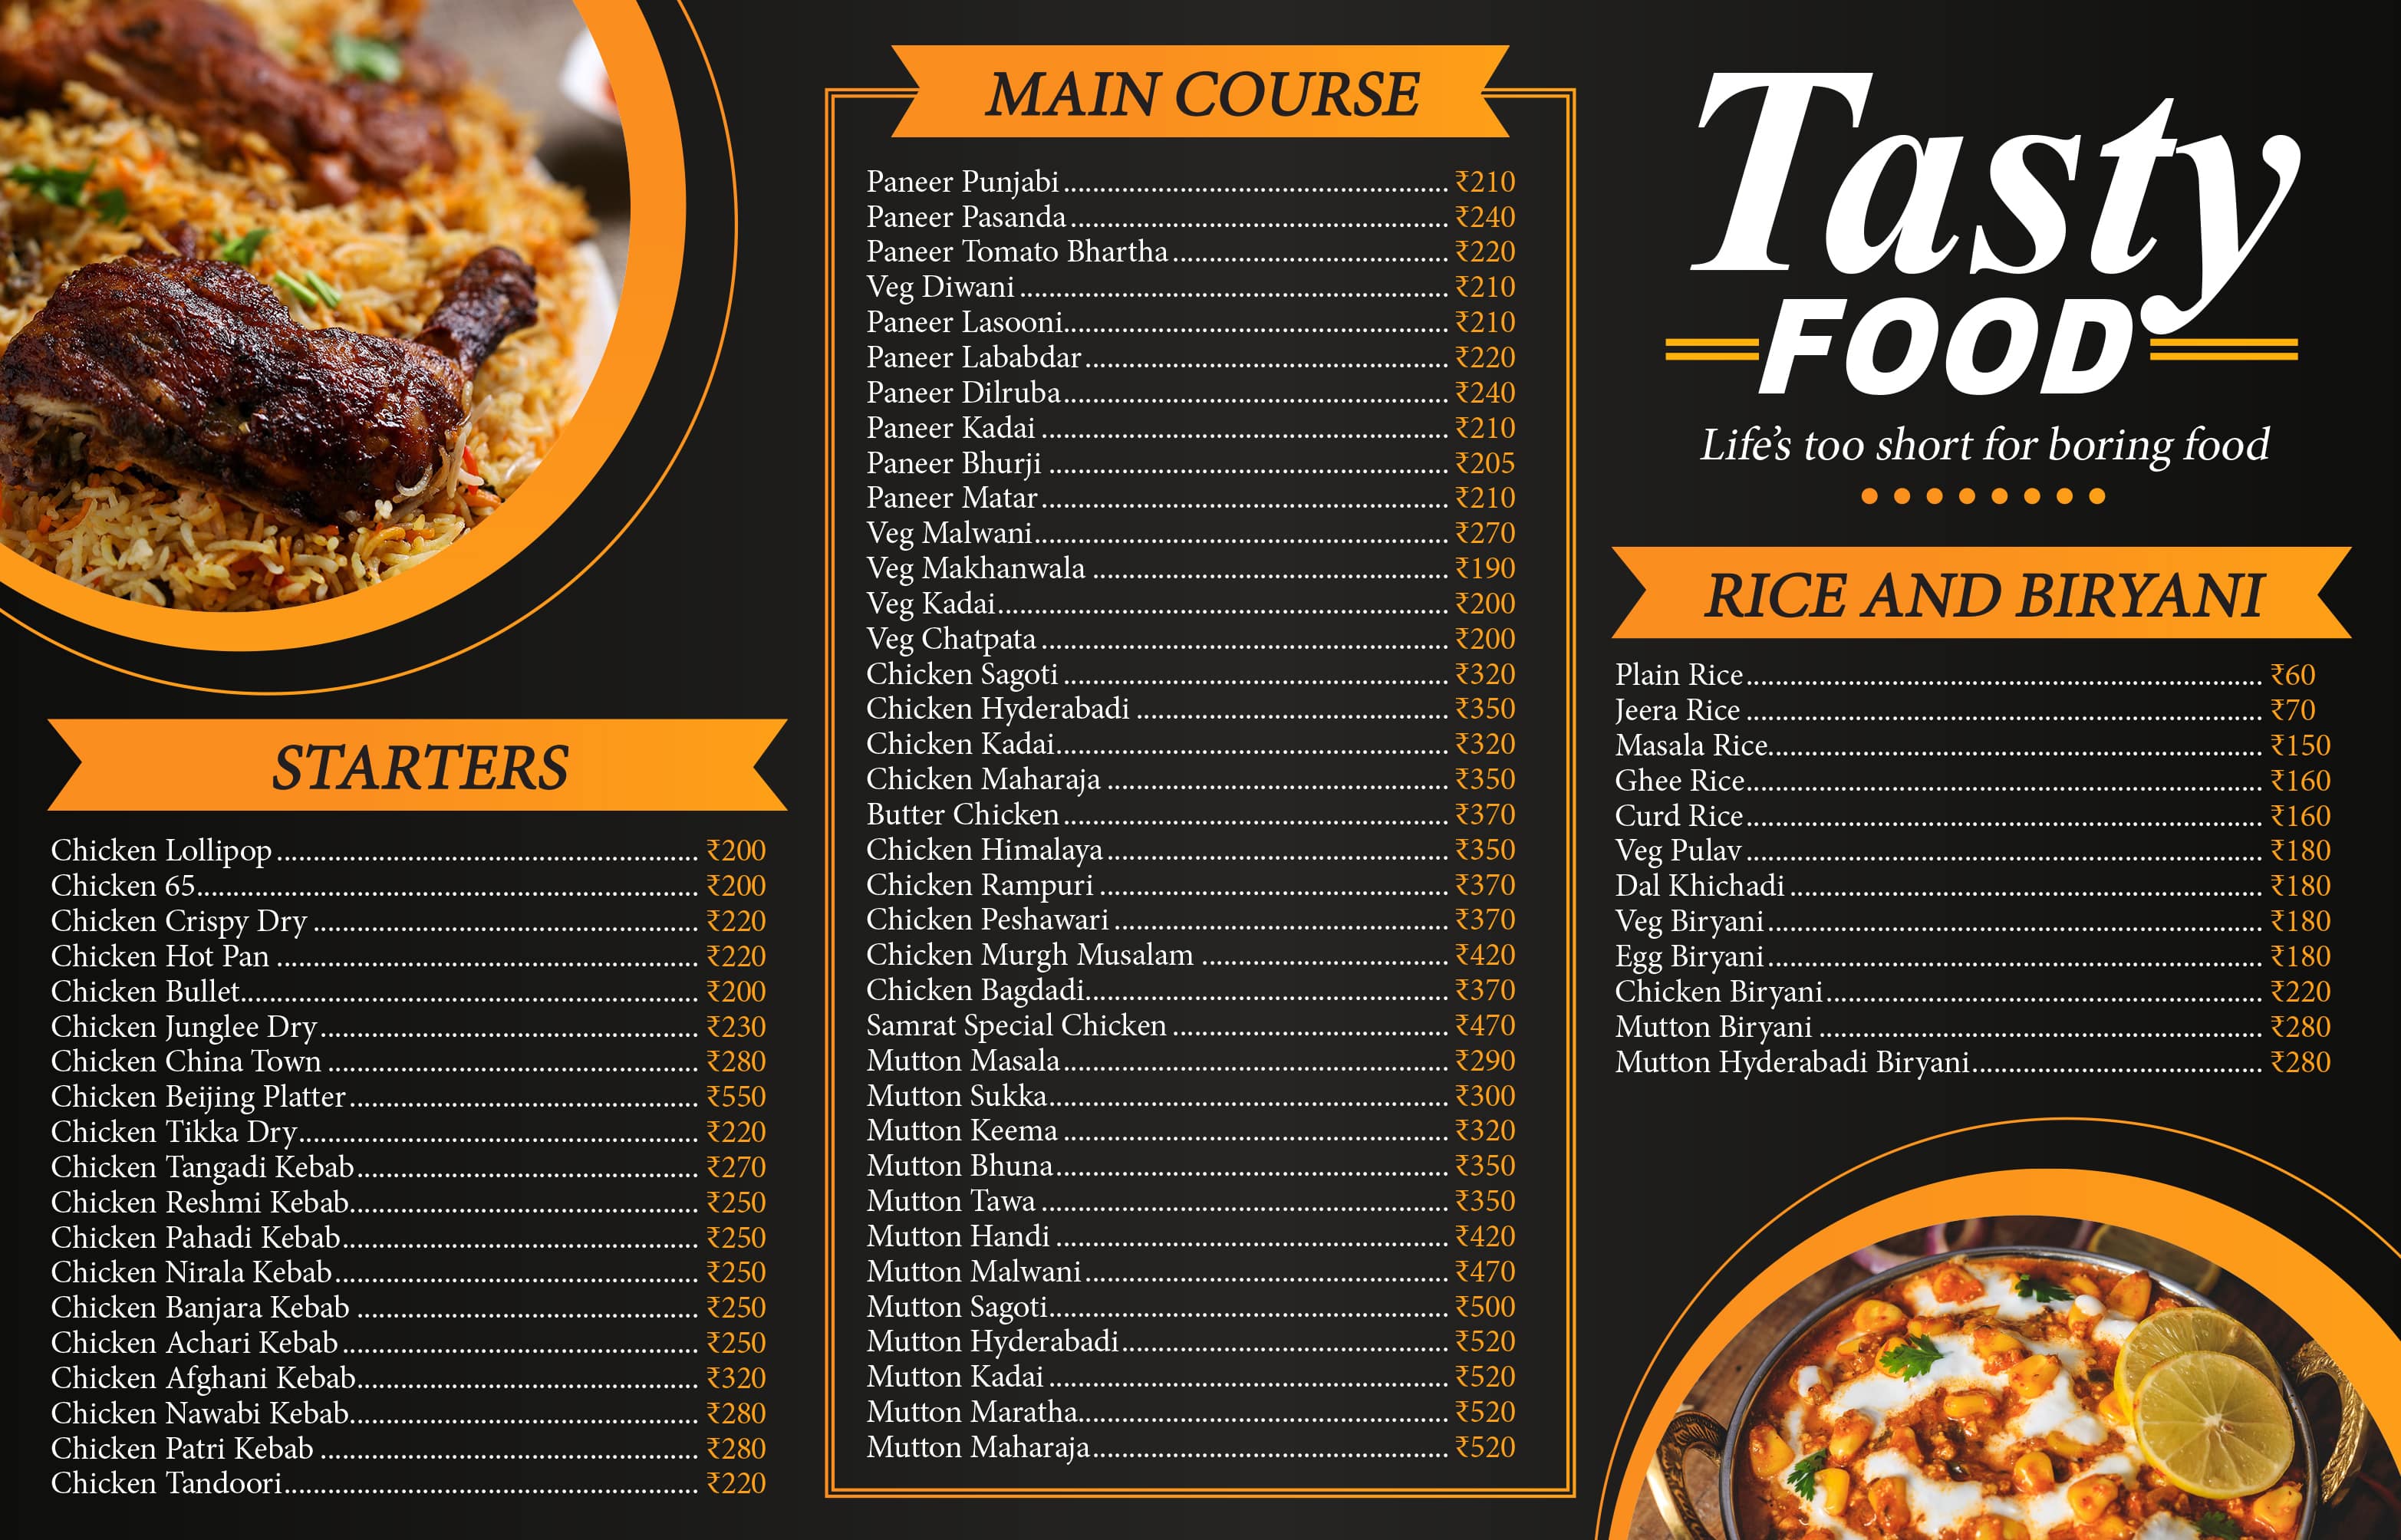 STARTERS
Chicken Lollipop ₹200
Chicken 65 ₹200
Chicken Crispy Dry ₹220
Chicken Hot Pan ₹220
Chicken Bullet ₹200
Chicken Junglee Dry ₹230
Chicken China Town ₹280
Chicken Beijing Platter ₹550
Chicken Tikka Dry ₹220
Chicken Tangadi Kebab ₹270
Chicken Reshmi Kebab ₹250
Chicken Pahadi Kebab ₹250
Chicken Nirala Kebab ₹250
Chicken Banjara Kebab ₹250
Chicken Achari Kebab ₹250
Chicken Afghani Kebab ₹320
Chicken Nawabi Kebab ₹280
Chicken Patri Kebab ₹280
Chicken Tandoori ₹220
MAIN COURSE
Paneer Punjabi ₹210
Paneer Pasanda ₹240
Paneer Tomato Bhartha ₹220
Veg Diwani ₹210
Paneer Lasooni ₹210
Paneer Lababdar ₹220
Paneer Dilruba ₹240
Paneer Kadai ₹210
Paneer Bhurji ₹205
Paneer Matar ₹210
Veg Malwani ₹270
Veg Makhanwala ₹190
Veg Kadai ₹200
Veg Chatpata ₹200
Chicken Sagoti ₹320
Chicken Hyderabadi ₹350
Chicken Kadai ₹320
Chicken Maharaja ₹350
Butter Chicken ₹370
Chicken Himalaya ₹350
Chicken Rampuri ₹370
Chicken Peshawari ₹370
Chicken Murgh Musalam ₹420
Chicken Bagdadi ₹370
Samrat Special Chicken ₹470
Mutton Masala ₹290
Mutton Sukka ₹300
Mutton Keema ₹320
Mutton Bhuna ₹350
Mutton Tawa ₹350
Mutton Handi ₹420
Mutton Malwani ₹470
Mutton Sagoti ₹500
Mutton Hyderabadi ₹520
Mutton Kadai ₹520
Mutton Maratha ₹520
Mutton Maharaja ₹520
Tasty
FOOD
Life's too short for boring food
RICE AND BIRYANI
Plain Rice ₹60
Jeera Rice ₹70
Masala Rice ₹150
Ghee Rice ₹160
Curd Rice ₹160
Veg Pulav ₹180
Dal Khichadi ₹180
Veg Biryani ₹180
Egg Biryani ₹180
Chicken Biryani ₹220
Mutton Biryani ₹280
Mutton Hyderabadi Biryani ₹280